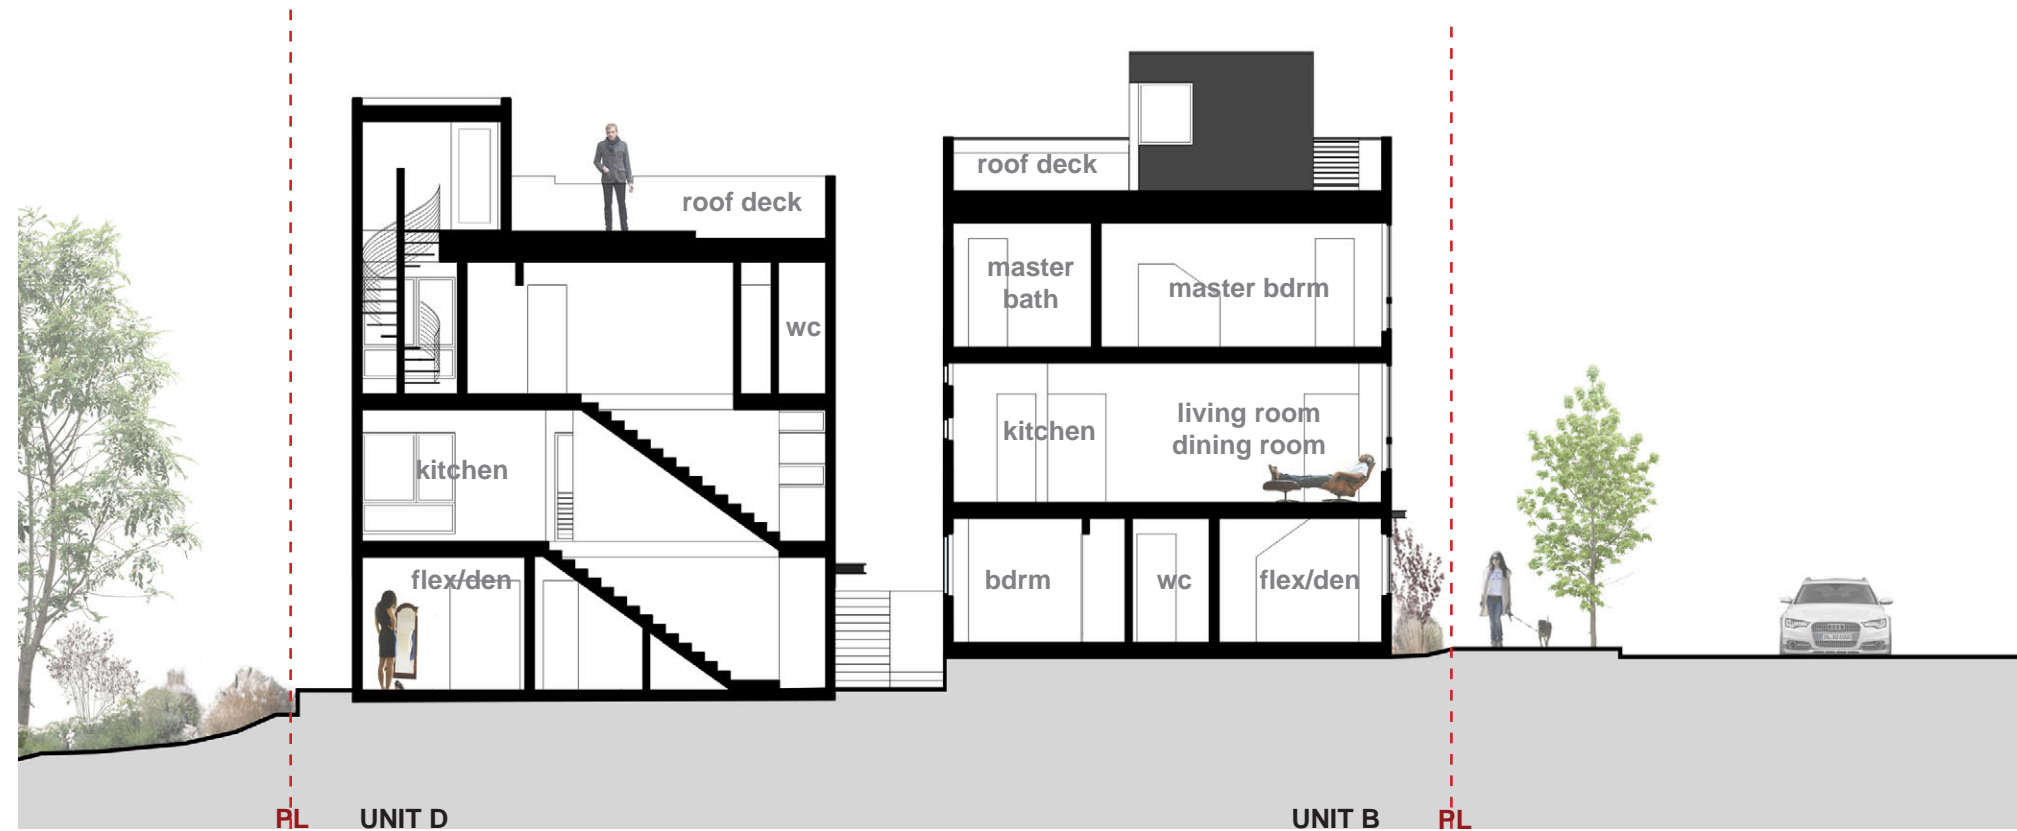 roof deck
roof deck
wc
kitchen
flex/den
master
bath
master bdrm
kitchen
living room
dining room
bdrm
wc
flex/den
PL
UNIT D
UNIT B
PL